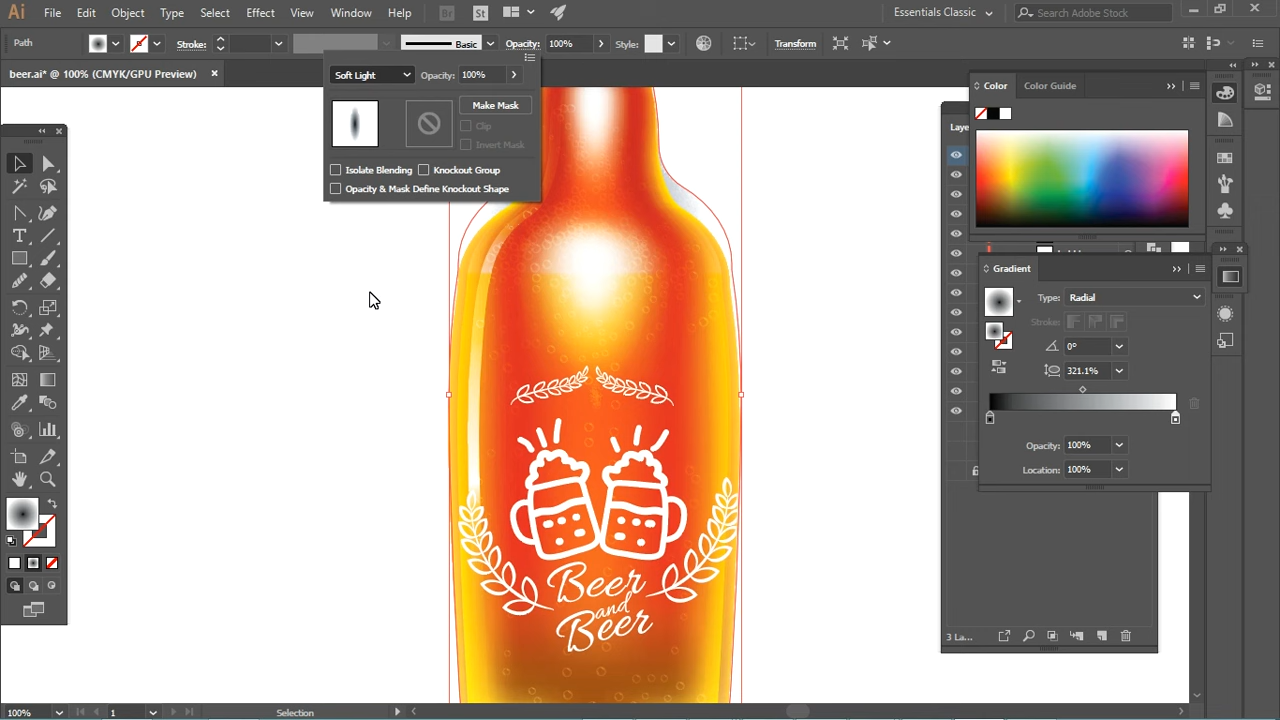 Ai File Edit Object Type Select Effect View Window Help Br St Essentials Classic Search Adobe Stock
Path Stroke: Basic Opacity: 100% Style: Transform
beer.ai* @ 100% (CMYK/GPU Preview)
Soft Light Opacity: 100%
Make Mask
Clip
Invert Mask
Isolate Blending Knockout Group
Opacity & Mask Define Knockout Shape
Color Color Guide
Laye
Gradient
Type: Radial
Stroke:
0°
321.1%
Opacity: 100%
Location: 100%
Beer
and
Beer
3 La...
100% 1 Selection